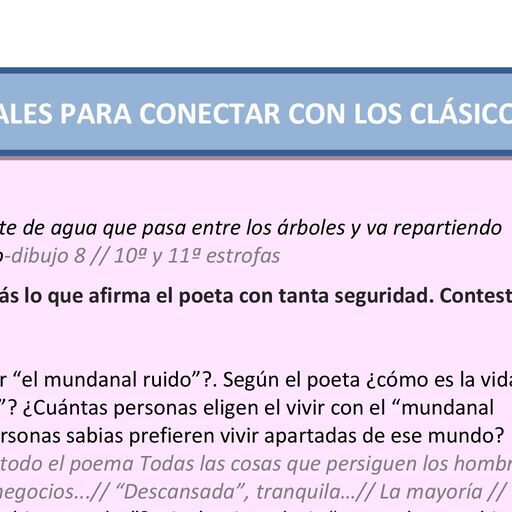 ALES PARA CONECTAR CON LOS CLÁSICO
te de agua que pasa entre los árboles y va repartiendo
o-dibujo 8 // 10ª y 11ª estrofas
ás lo que afirma el poeta con tanta seguridad. Contest
r “el mundanal ruido”?. Según el poeta ¿cómo es la vida
”? ¿Cuántas personas eligen el vivir con el “mundanal
rsonas sabias prefieren vivir apartadas de ese mundo?
todo el poema Todas las cosas que persiguen los hombr
negocios...// “Descansada”, tranquila…// La mayoría //